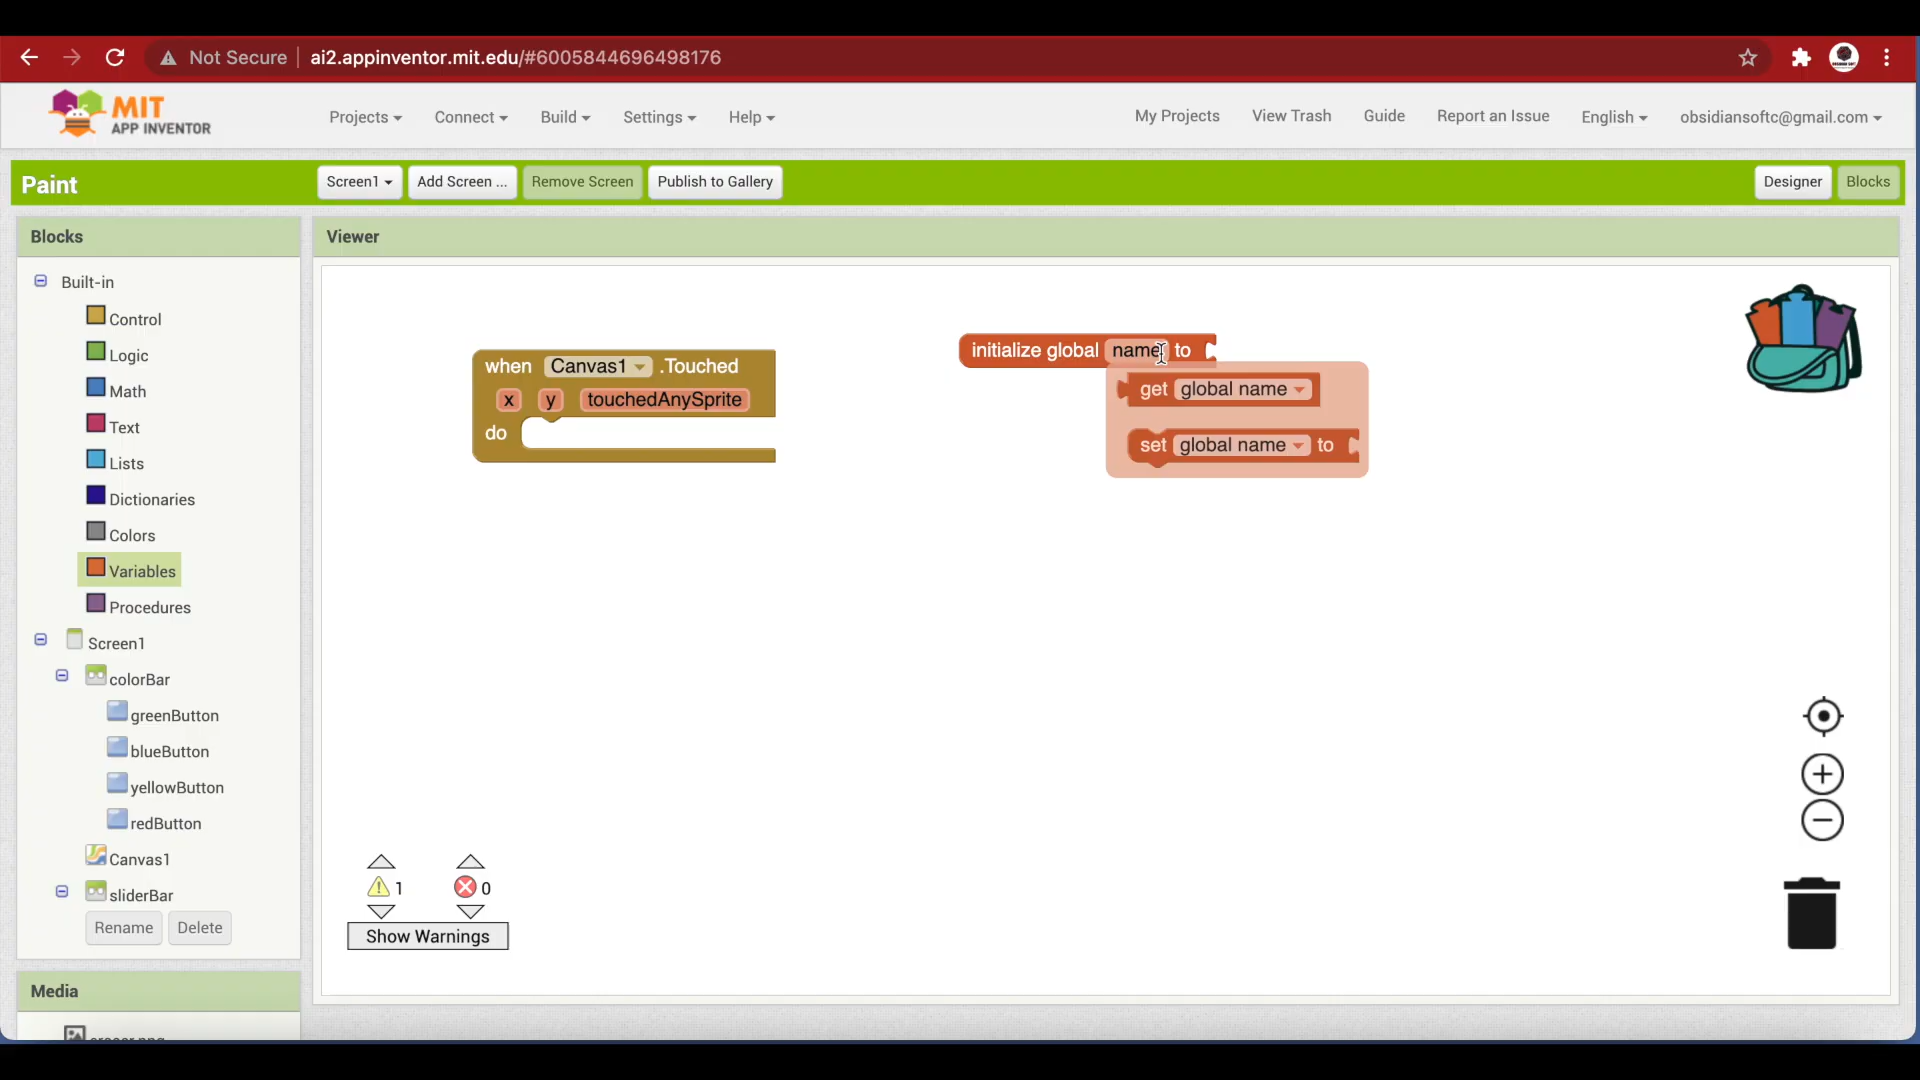 Not Secure ai2.appinventor.mit.edu/#6005844696498176
MIT
APP INVENTOR
Projects Connect Build Settings Help My Projects View Trash Guide Report an Issue English obsidiansoftc@gmail.com
Paint Screen1 Add Screen ... Remove Screen Publish to Gallery Designer Blocks
Blocks
Built-in
Control
Logic
Math
Text
Lists
Dictionaries
Colors
Variables
Procedures
Screen1
colorBar
greenButton
blueButton
yellowButton
redButton
Canvas1
sliderBar
Rename Delete
Media
Viewer
when Canvas1 .Touched
x y touchedAnySprite
do
initialize global name to
get global name
set global name to
1 0
Show Warnings